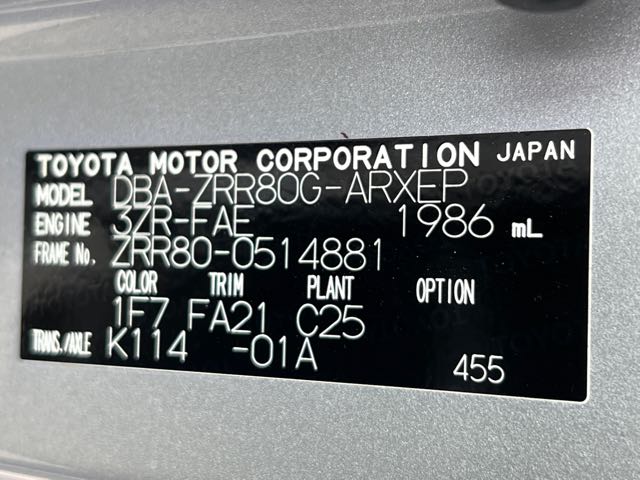 TOYOTA MOTOR CORPORATION JAPAN
MODEL DBA-ZRR80G-ARXEP
ENGINE 3ZR-FAE 1986 mL
FRAME No. ZRR80-0514881
COLOR TRIM PLANT OPTION
1F7 FA21 C25
TRANS./AXLE K114 -01A
455